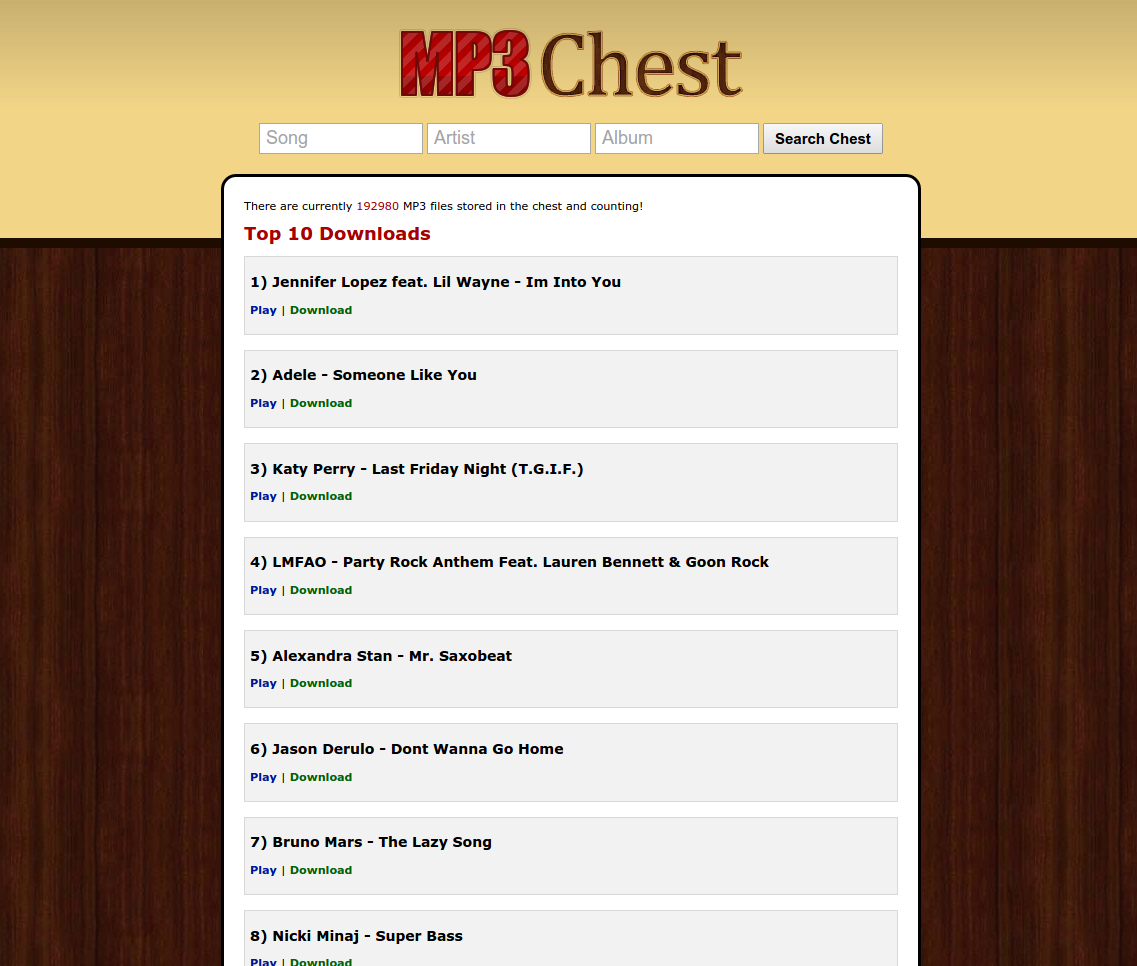 MP3 Chest
Song Artist Album Search Chest
There are currently 192980 MP3 files stored in the chest and counting!
Top 10 Downloads
1) Jennifer Lopez feat. Lil Wayne - Im Into You
Play | Download
2) Adele - Someone Like You
Play | Download
3) Katy Perry - Last Friday Night (T.G.I.F.)
Play | Download
4) LMFAO - Party Rock Anthem Feat. Lauren Bennett & Goon Rock
Play | Download
5) Alexandra Stan - Mr. Saxobeat
Play | Download
6) Jason Derulo - Dont Wanna Go Home
Play | Download
7) Bruno Mars - The Lazy Song
Play | Download
8) Nicki Minaj - Super Bass
Play | Download